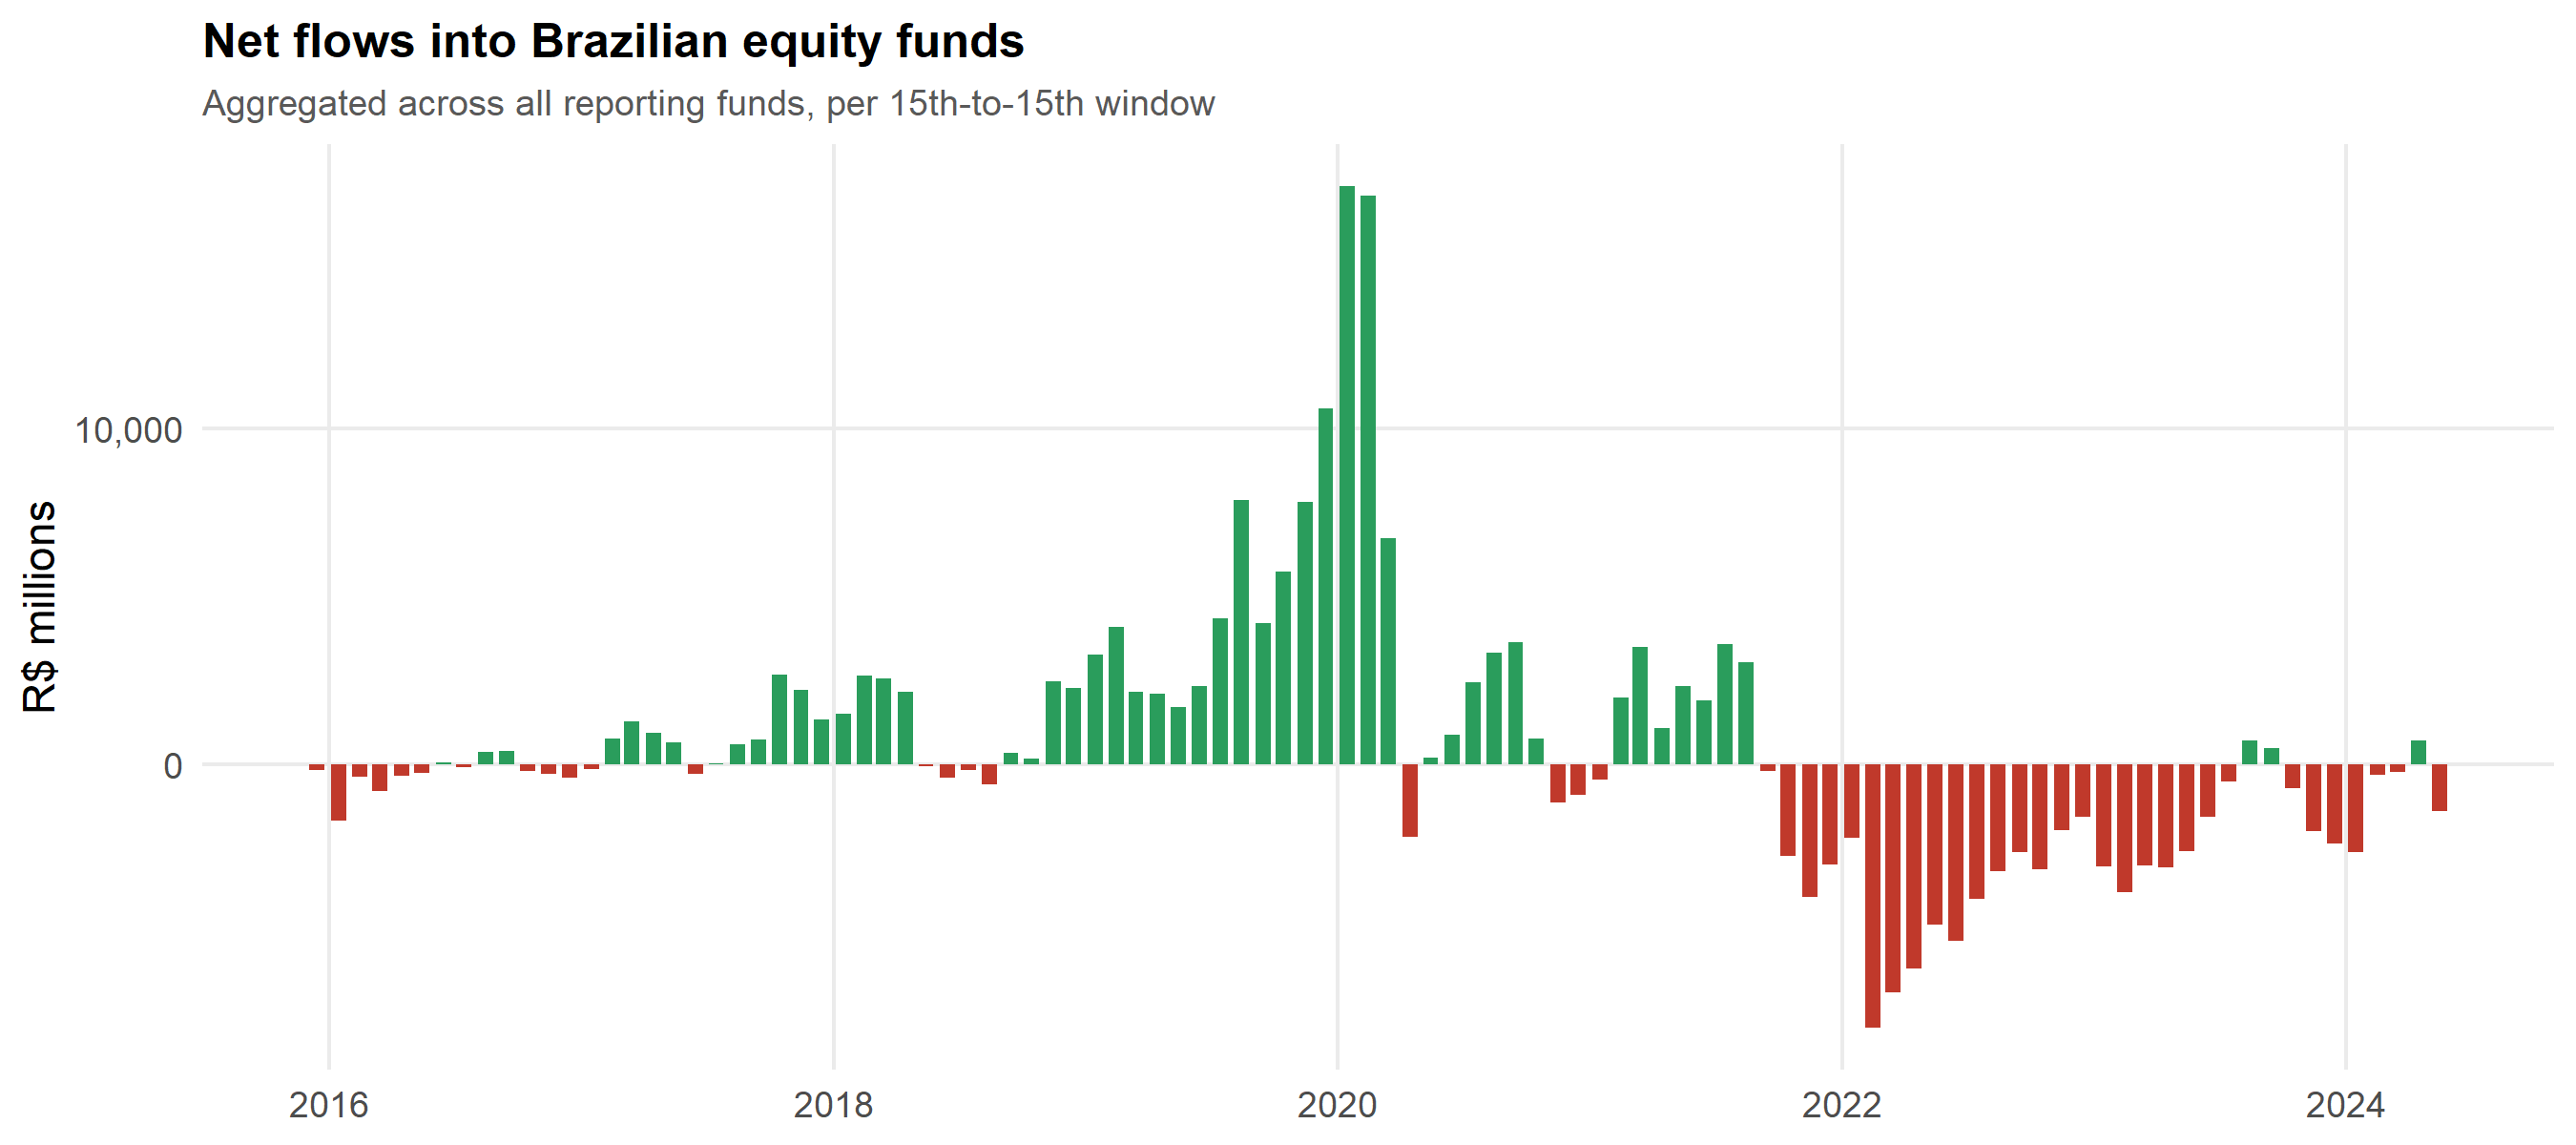 Net flows into Brazilian equity funds
Aggregated across all reporting funds, per 15th-to-15th window
R$ millions
10,000
0
2016
2018
2020
2022
2024